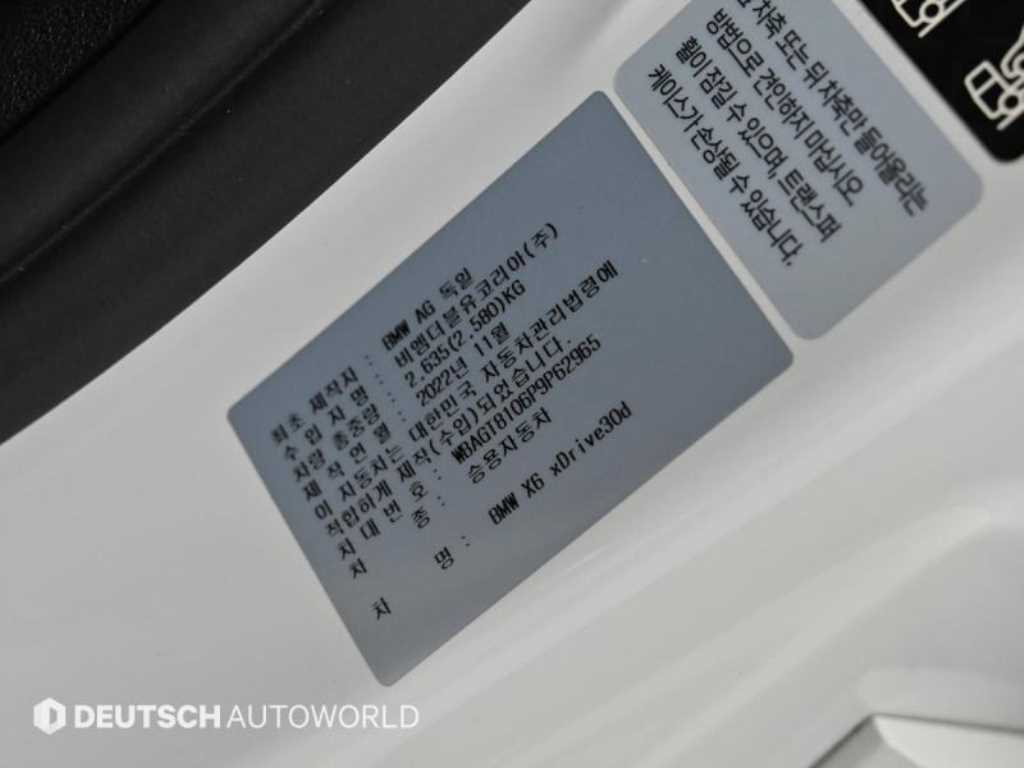 최초 제작자 : BMW AG 독일
수 입 자 명 : 비엠더블유코리아(주)
차량 총중량 .... 2.635(2.580)KG
제 작 연 월 .... 2022년 11월
이 자동차는 대한민국 자동차관리법령에
적합하게 제작(수입)되었습니다.
차 대 번 호 : WBAGT8106P9P62965
차 종 : 승용자동차
차 명 : BMW X6 xDrive30d
차축 또는 뒤 차축만 들어올리는
방법으로 견인하지 마십시오.
휠이 잠길 수 있으며, 트랜스퍼
케이스가 손상될 수 있습니다.
DEUTSCH AUTOWORLD